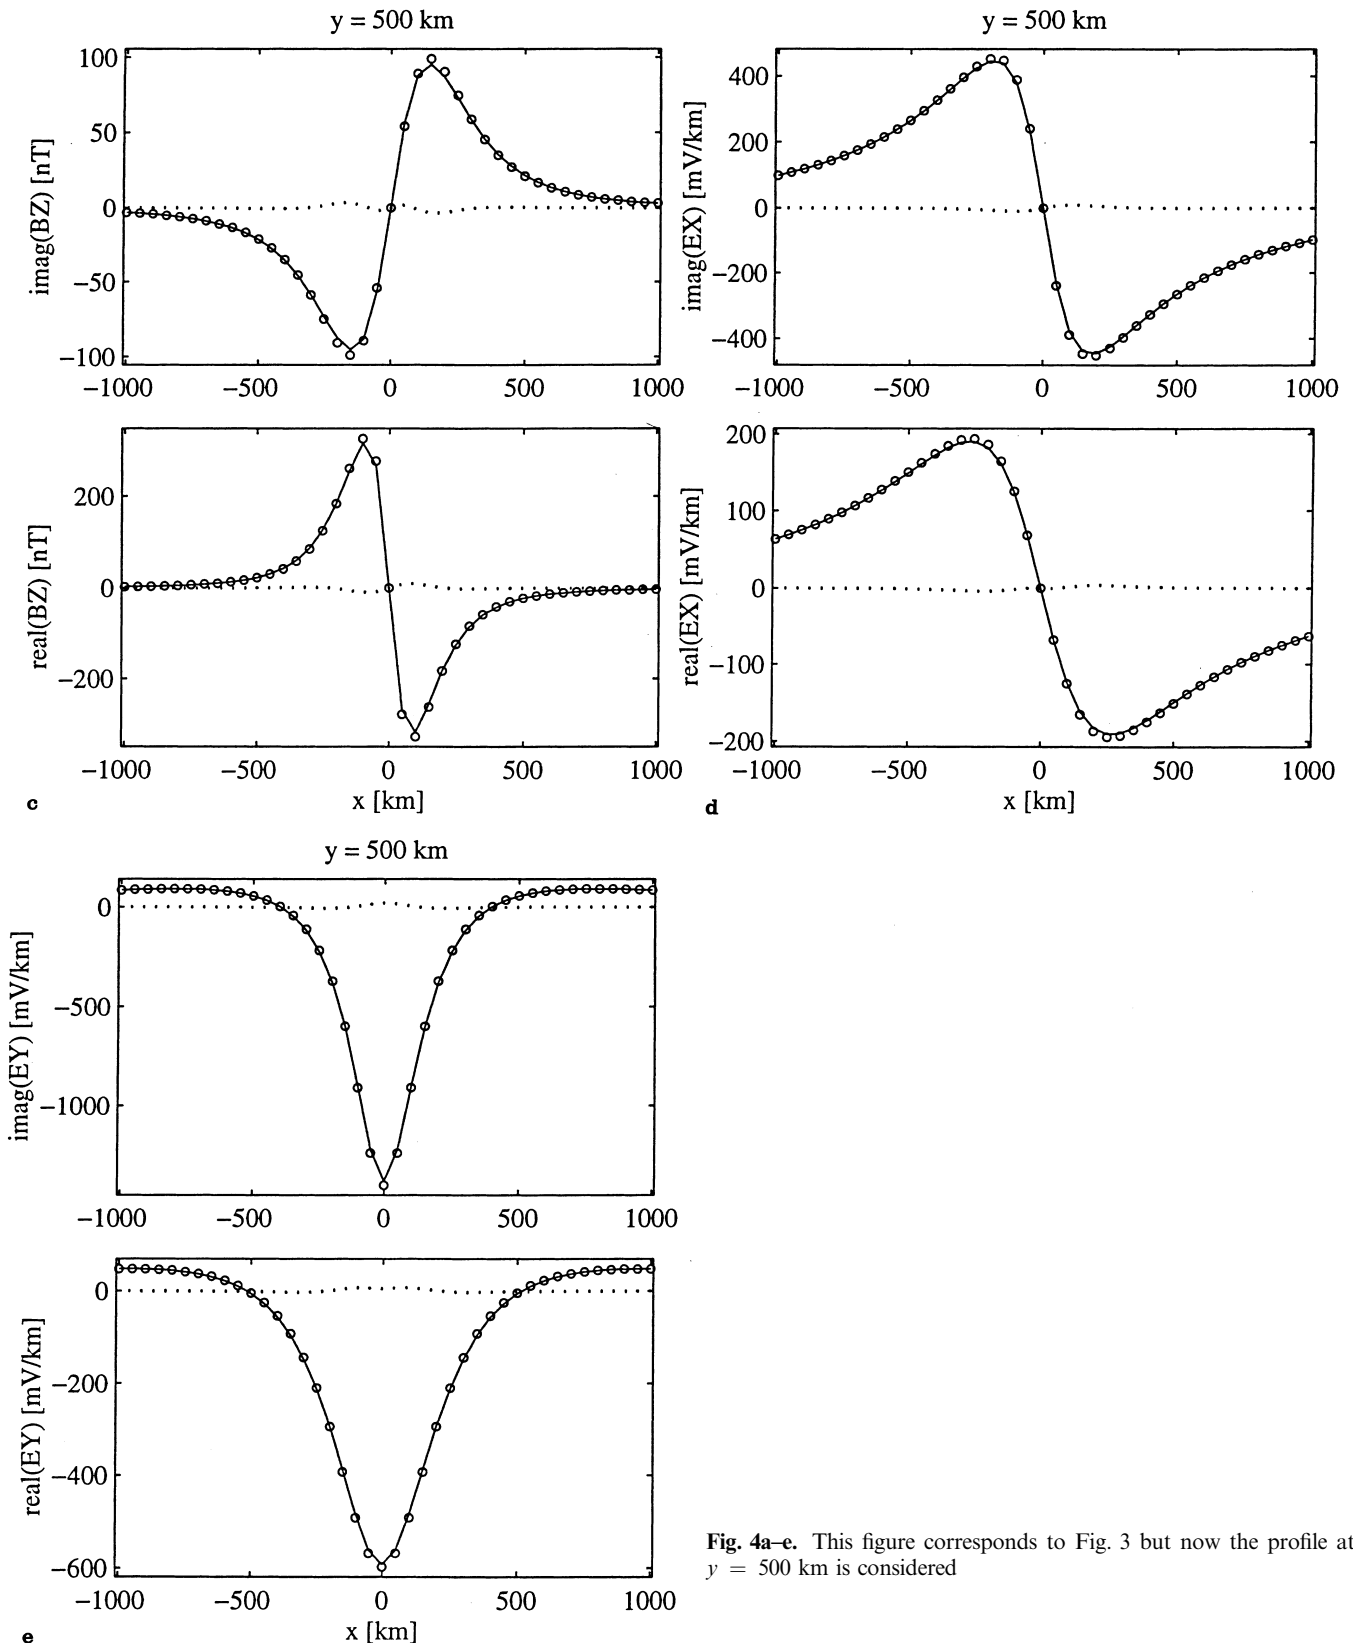 y = 500 km
100
50
0
−50
−100
imag(BZ) [nT]
−1000 −500 0 500 1000
200
0
−200
real(BZ) [nT]
−1000 −500 0 500 1000
x [km]
c
y = 500 km
400
200
0
−200
−400
imag(EX) [mV/km]
−1000 −500 0 500 1000
200
100
0
−100
−200
real(EX) [mV/km]
−1000 −500 0 500 1000
x [km]
d
y = 500 km
0
−500
−1000
imag(EY) [mV/km]
−1000 −500 0 500 1000
0
−200
−400
−600
real(EY) [mV/km]
−1000 −500 0 500 1000
x [km]
e
Fig. 4a–e. This figure corresponds to Fig. 3 but now the profile at
y = 500 km is considered